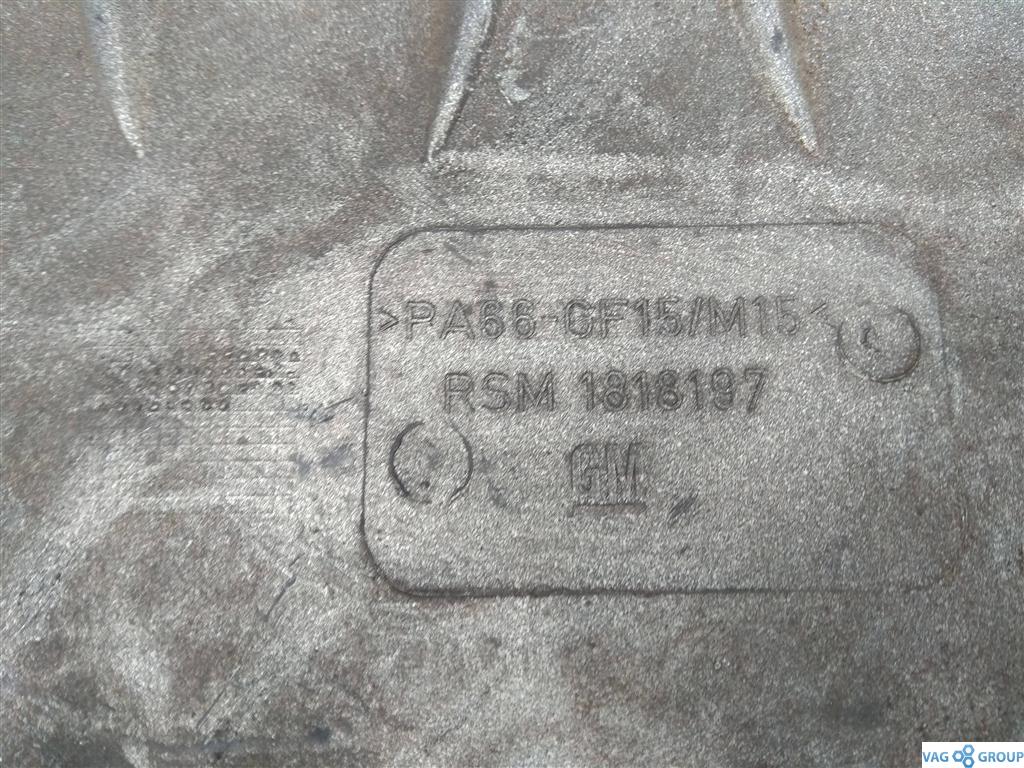 >PA66-GF15/M15<
RSM 1818197
GM
VAG GROUP